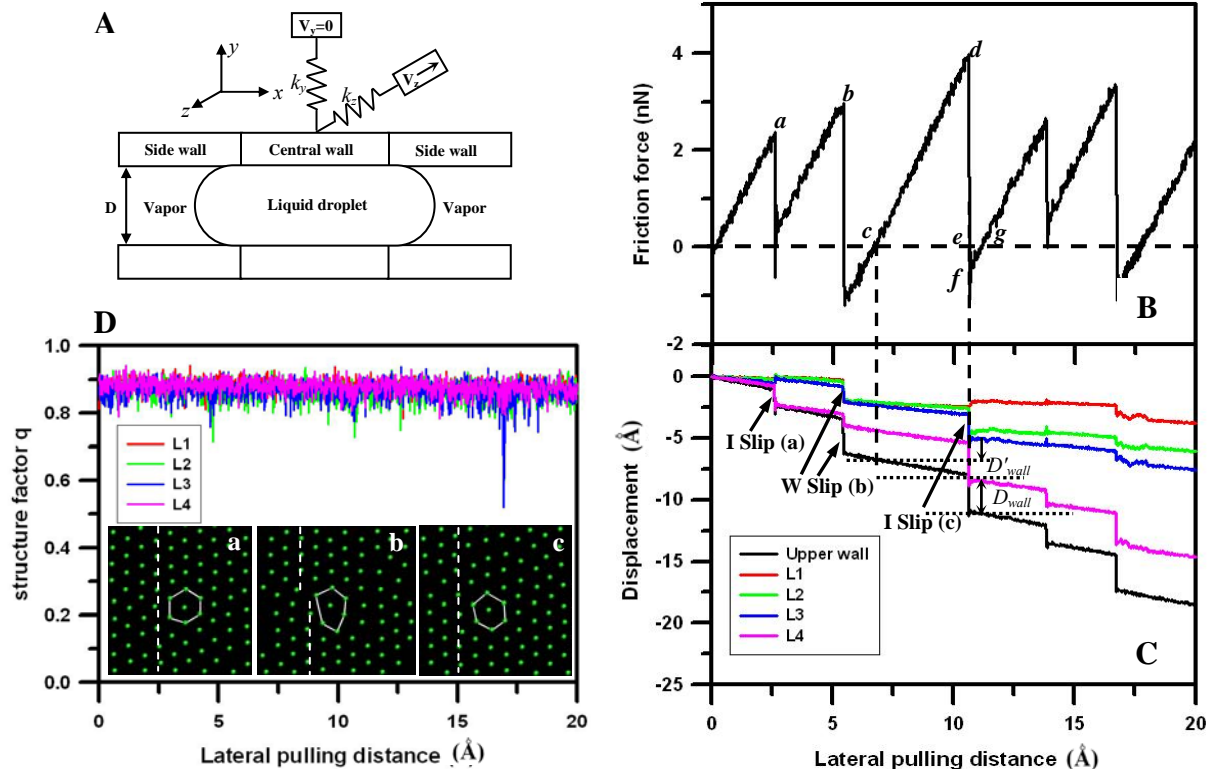 A
V_y=0
y
x
z
k_y
k_z
V_z
Side wall
Central wall
Side wall
D
Vapor
Liquid droplet
Vapor
Friction force (nN)
4
2
0
-2
a
b
c
d
e
f
g
B
D
structure factor q
1.0
0.8
0.6
0.4
0.2
0.0
L1
L2
L3
L4
a
b
c
0
5
10
15
20
Lateral pulling distance (Å)
Displacement (Å)
0
-5
-10
-15
-20
-25
I Slip (a)
W Slip (b)
I Slip (c)
D'_wall
D_wall
Upper wall
L1
L2
L3
L4
C
0
5
10
15
20
Lateral pulling distance (Å)